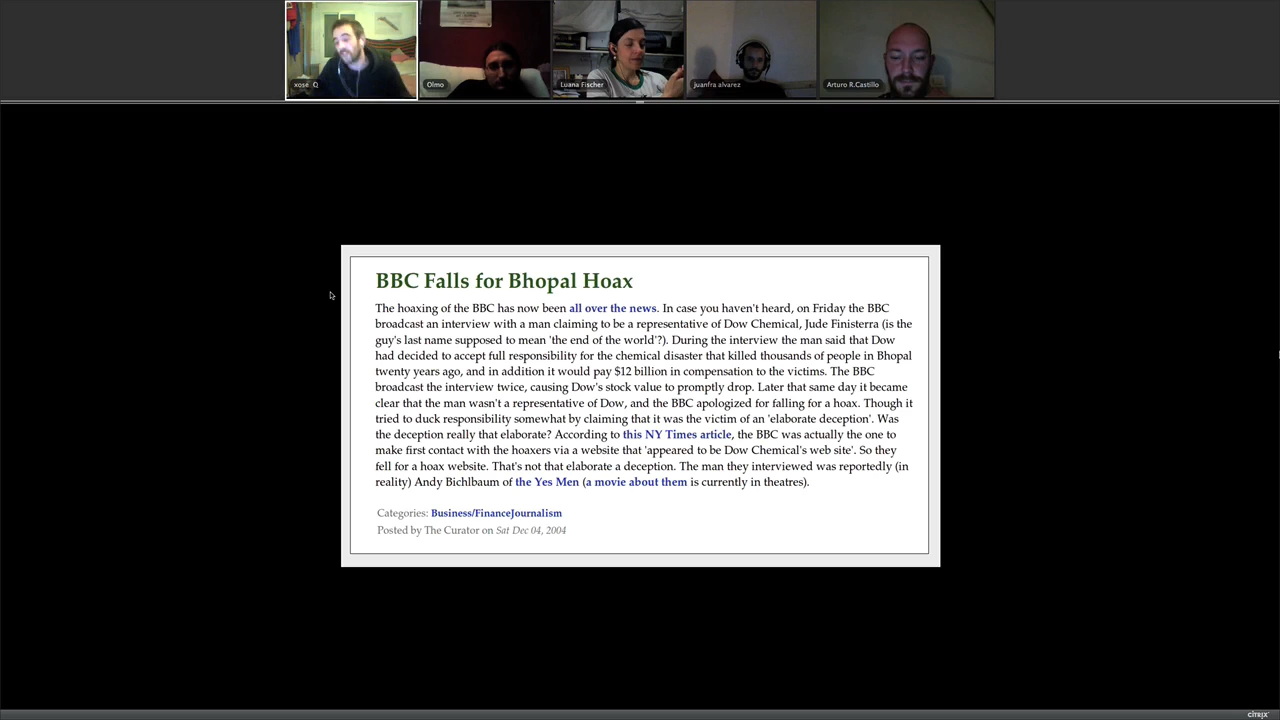 xose Q
Olmo
Luana Fischer
juanfra alvarez
Arturo R.Castillo
BBC Falls for Bhopal Hoax
The hoaxing of the BBC has now been all over the news. In case you haven't heard, on Friday the BBC
broadcast an interview with a man claiming to be a representative of Dow Chemical, Jude Finisterra (is the
guy's last name supposed to mean 'the end of the world'?). During the interview the man said that Dow
had decided to accept full responsibility for the chemical disaster that killed thousands of people in Bhopal
twenty years ago, and in addition it would pay $12 billion in compensation to the victims. The BBC
broadcast the interview twice, causing Dow's stock value to promptly drop. Later that same day it became
clear that the man wasn't a representative of Dow, and the BBC apologized for falling for a hoax. Though it
tried to duck responsibility somewhat by claiming that it was the victim of an 'elaborate deception'. Was
the deception really that elaborate? According to this NY Times article, the BBC was actually the one to
make first contact with the hoaxers via a website that 'appeared to be Dow Chemical's web site'. So they
fell for a hoax website. That's not that elaborate a deception. The man they interviewed was reportedly (in
reality) Andy Bichlbaum of the Yes Men (a movie about them is currently in theatres).
Categories: Business/FinanceJournalism
Posted by The Curator on Sat Dec 04, 2004
CITRIX